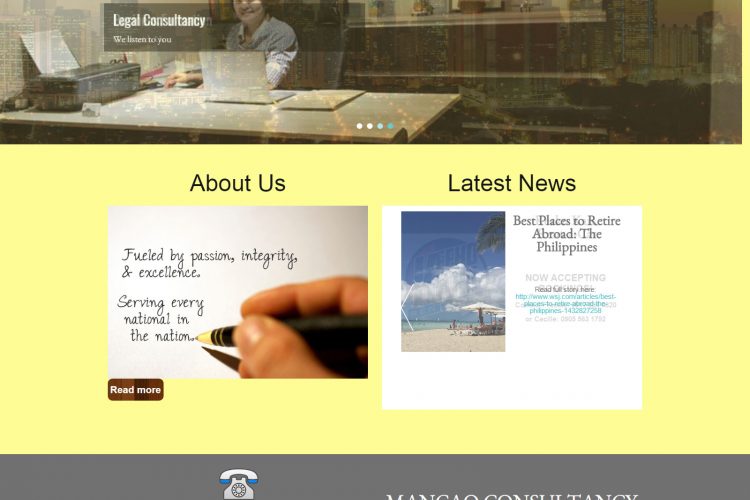 Legal Consultancy
We listen to you
About Us
Latest News
Fueled by passion, integrity,
& excellence.
Serving every
national in
the nation.
Read more
Best Places to Retire
Abroad: The
Philippines
NOW ACCEPTING
Read full story here:
http://www.wsj.com/articles/best-
places-to-retire-abroad-the-
philippines-1432827258
or Cecille: 0905 562 1792
MANGAO CONSULTANCY